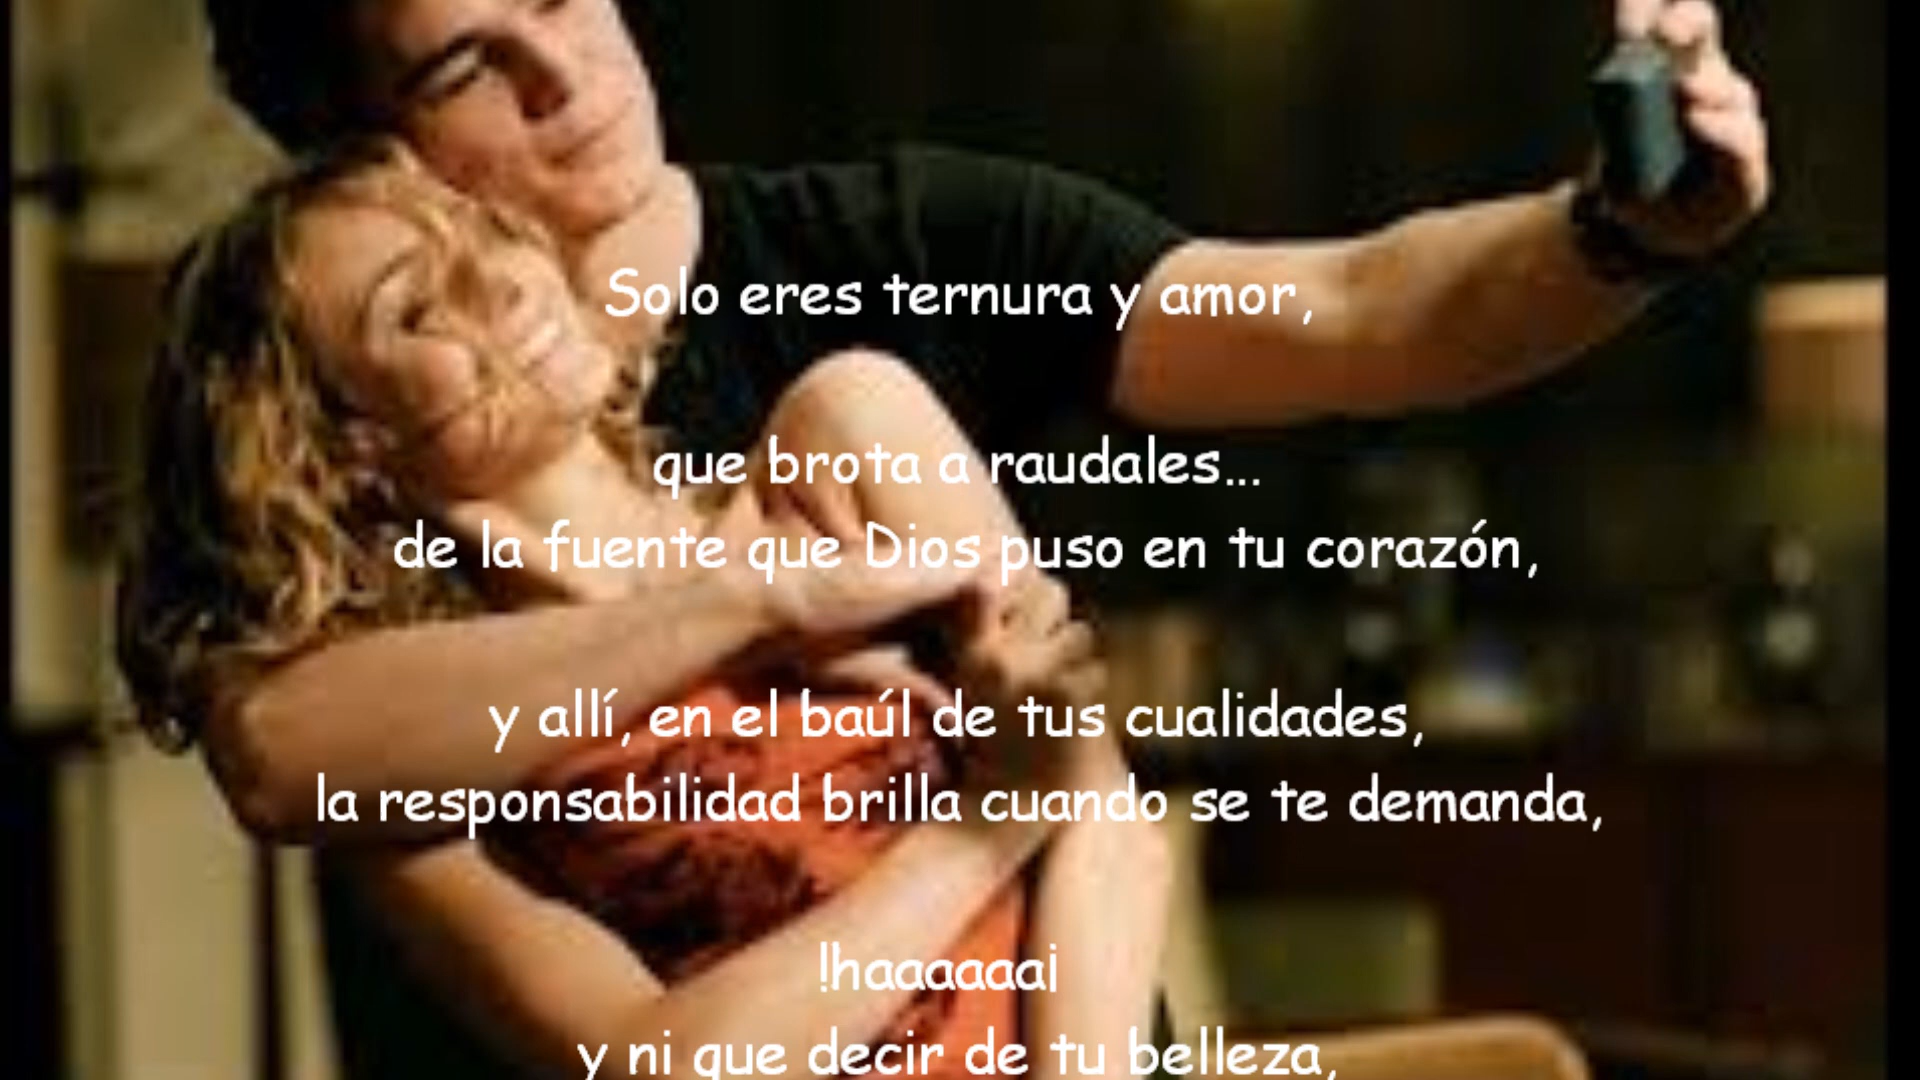 Solo eres ternura y amor,
que brota a raudales...
de la fuente que Dios puso en tu corazón,
y allí, en el baúl de tus cualidades,
la responsabilidad brilla cuando se te demanda,
!haaaaaa¡
y ni que decir de tu belleza,